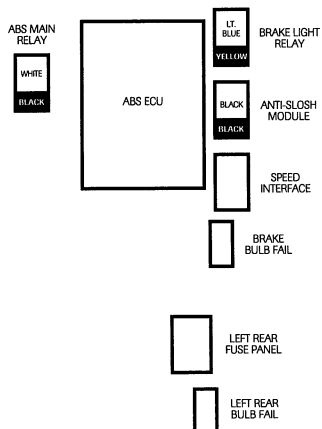 ABS MAIN
RELAY
WHITE
BLACK
ABS ECU
LT.
BLUE
YELLOW
BRAKE LIGHT
RELAY
BLACK
BLACK
ANTI-SLOSH
MODULE
SPEED
INTERFACE
BRAKE
BULB FAIL
LEFT REAR
FUSE PANEL
LEFT REAR
BULB FAIL